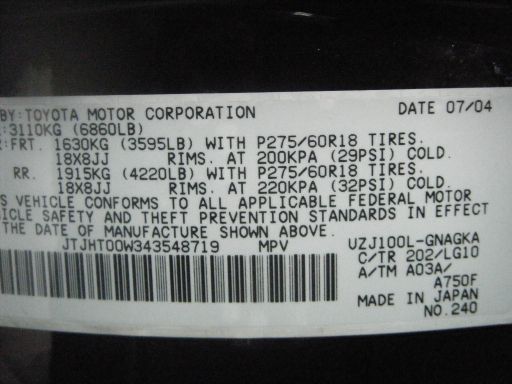 BY:TOYOTA MOTOR CORPORATION DATE 07/04
:3110KG (6860LB)
:FRT. 1630KG (3595LB) WITH P275/60R18 TIRES.
18X8JJ RIMS. AT 200KPA (29PSI) COLD.
RR. 1915KG (4220LB) WITH P275/60R18 TIRES.
18X8JJ RIMS. AT 220KPA (32PSI) COLD.
S VEHICLE CONFORMS TO ALL APPLICABLE FEDERAL MOTOR
ICLE SAFETY AND THEFT PREVENTION STANDARDS IN EFFECT
THE DATE OF MANUFACTURE SHOWN ABOVE.
JTJHT00W343548719 MPV UZJ100L-GNAGKA
C/TR 202/LG10
A/TM A03A/
A750F
MADE IN JAPAN
NO.240